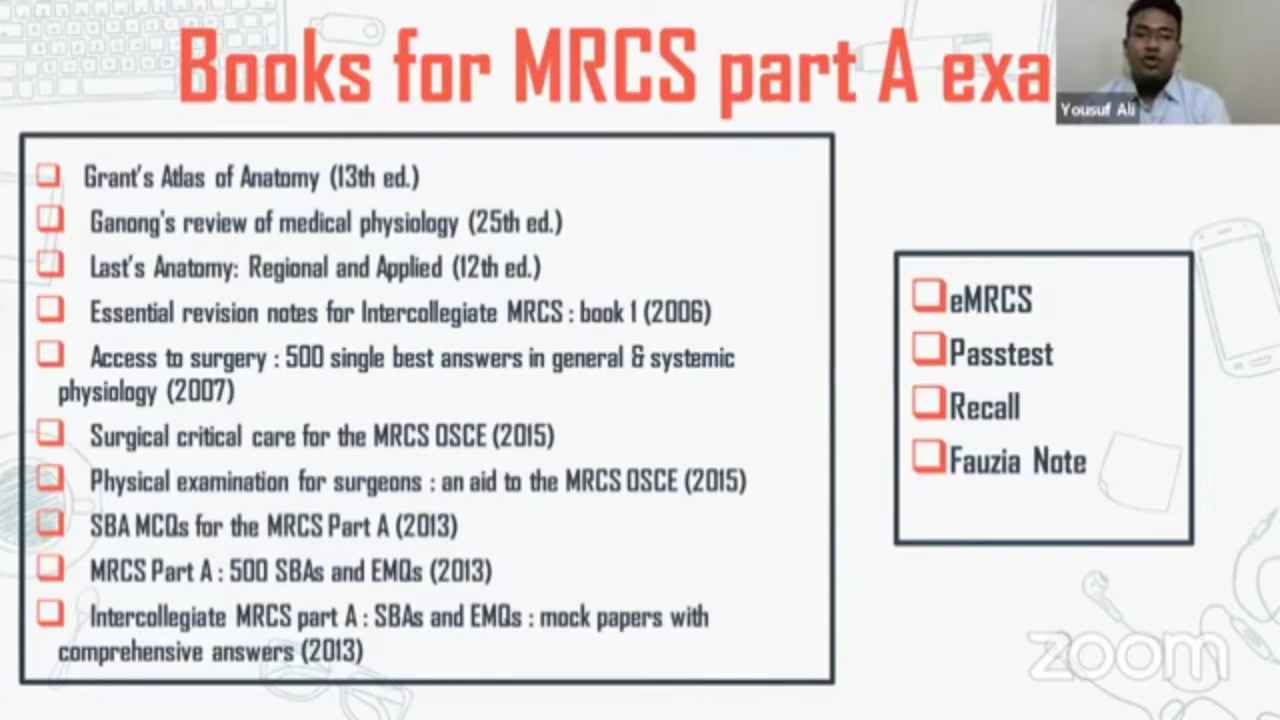 Books for MRCS part A exa
Yousuf Ali
Grant's Atlas of Anatomy (13th ed.)
Ganong's review of medical physiology (25th ed.)
Last's Anatomy: Regional and Applied (12th ed.)
Essential revision notes for Intercollegiate MRCS : book 1 (2006)
Access to surgery : 500 single best answers in general & systemic
physiology (2007)
Surgical critical care for the MRCS OSCE (2015)
Physical examination for surgeons : an aid to the MRCS OSCE (2015)
SBA MCQs for the MRCS Part A (2013)
MRCS Part A : 500 SBAs and EMQs (2013)
Intercollegiate MRCS part A : SBAs and EMQs : mock papers with
comprehensive answers (2013)
eMRCS
Passtest
Recall
Fauzia Note
zoom